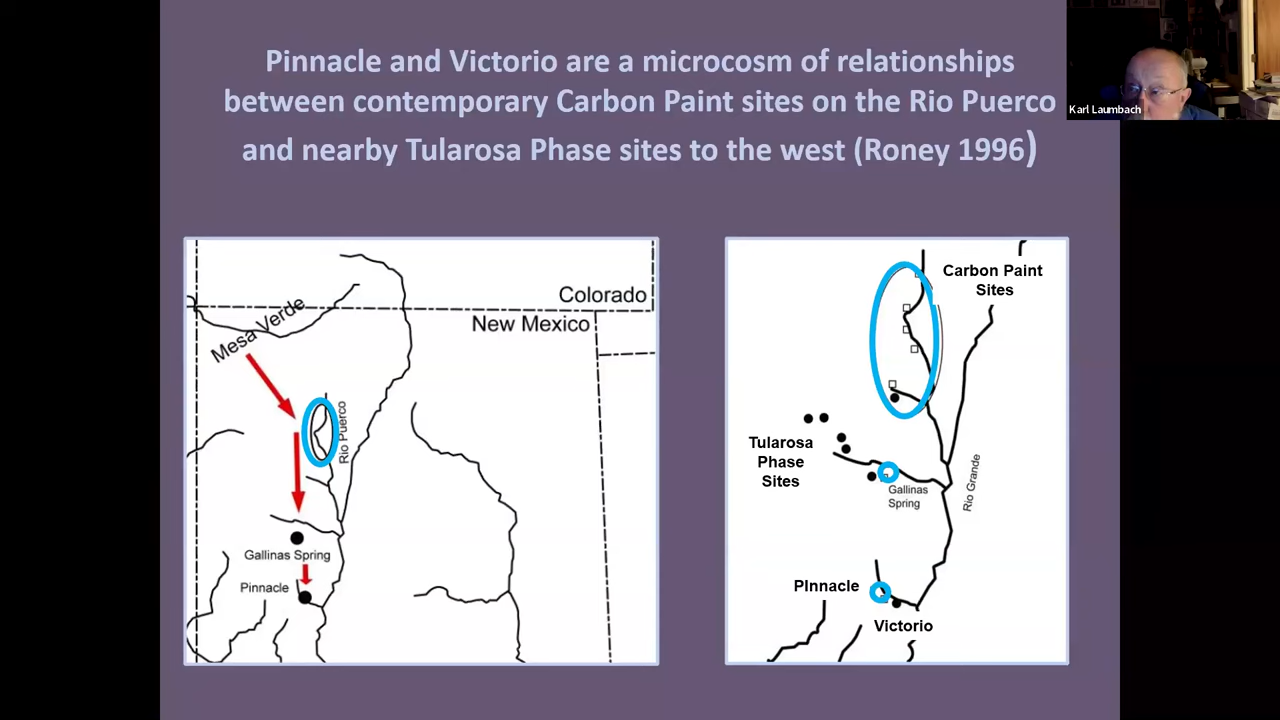 Pinnacle and Victorio are a microcosm of relationships
between contemporary Carbon Paint sites on the Rio Puerco
and nearby Tularosa Phase sites to the west (Roney 1996)
Karl Laumbach
Colorado
New Mexico
Mesa Verde
Rio Puerco
Gallinas Spring
Pinnacle
Carbon Paint
Sites
Tularosa
Phase
Sites
Gallinas
Spring
Rio Grande
PInnacle
Victorio